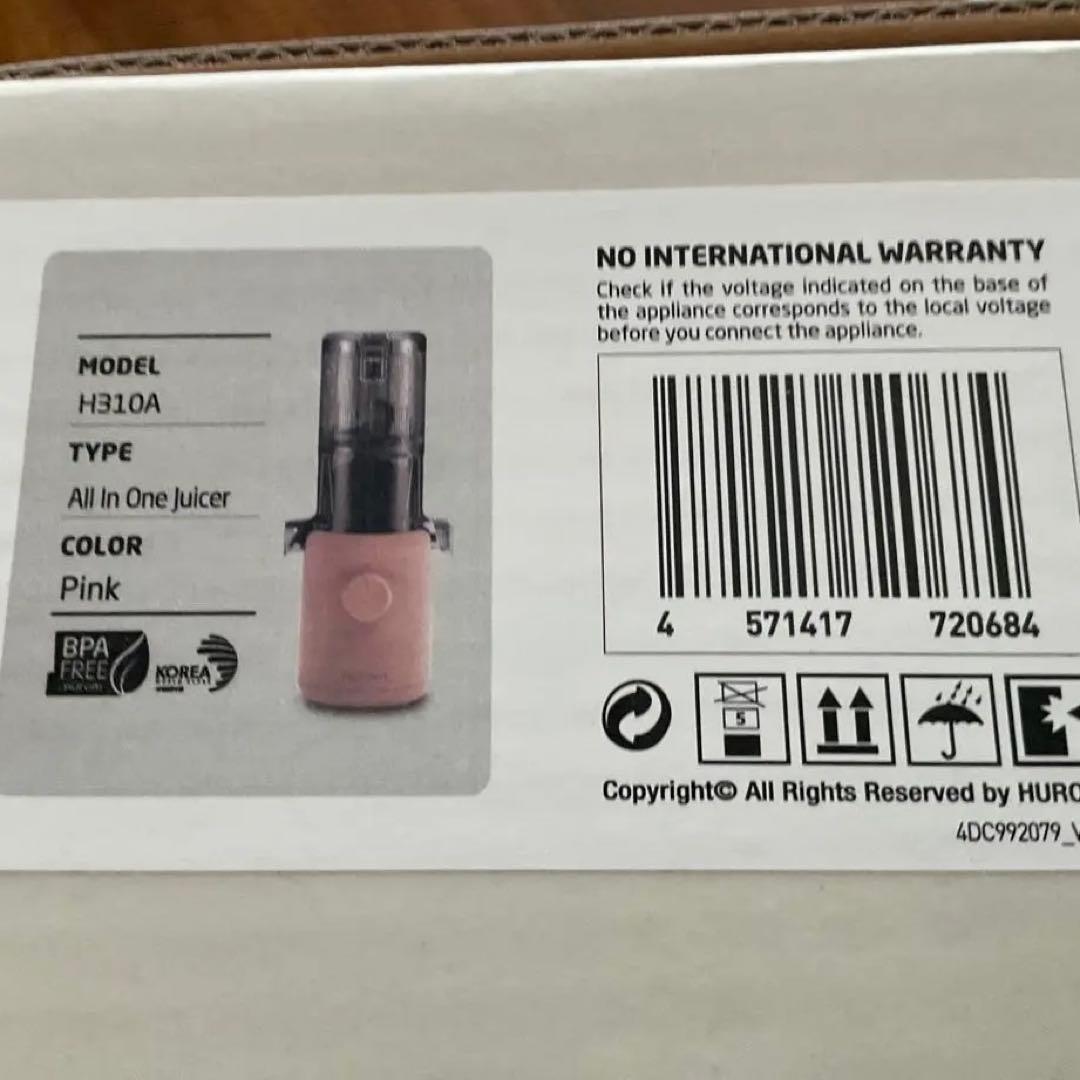 MODEL
H310A
TYPE
All In One Juicer
COLOR
Pink
BPA
FREE
KOREA
NO INTERNATIONAL WARRANTY
Check if the voltage indicated on the base of
the appliance corresponds to the local voltage
before you connect the appliance.
4 571417 720684
5
Copyright© All Rights Reserved by HURO
4DC992079_V